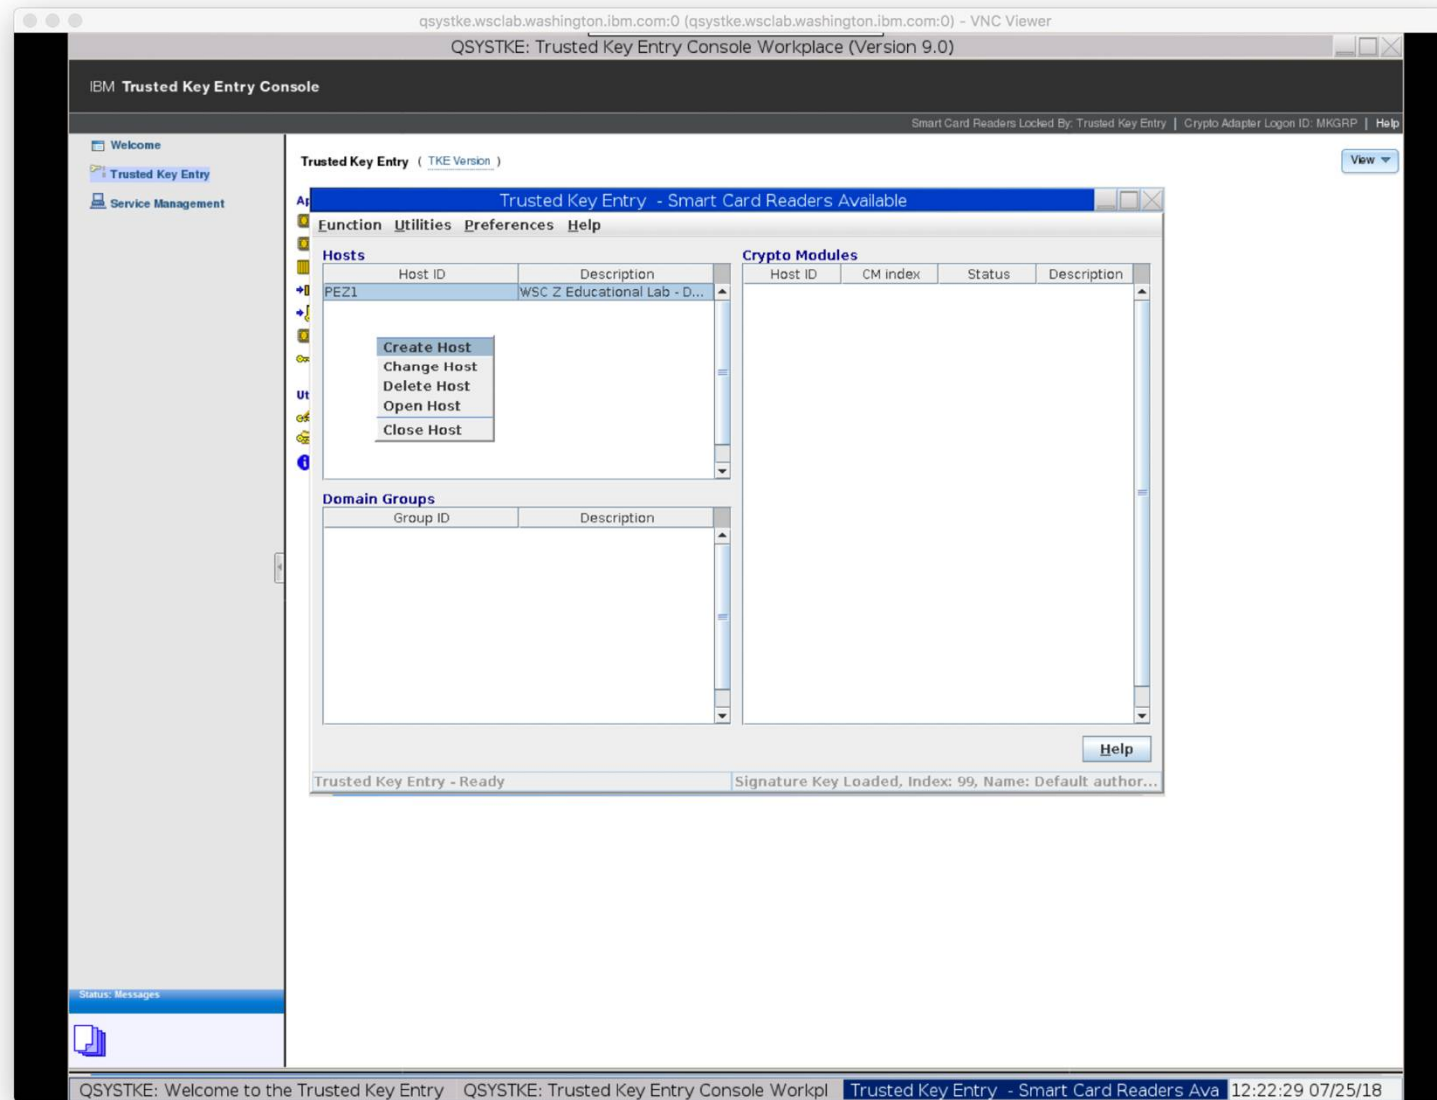 qsystke.wsclab.washington.ibm.com:0 (qsystke.wsclab.washington.ibm.com:0) - VNC Viewer
QSYSTKE: Trusted Key Entry Console Workplace (Version 9.0)
IBM Trusted Key Entry Console
Smart Card Readers Locked By: Trusted Key Entry | Crypto Adapter Logon ID: MKGRP | Help
Welcome
Trusted Key Entry
Service Management
Trusted Key Entry ( TKE Version )
View
Ap
Ut
Trusted Key Entry - Smart Card Readers Available
Function Utilities Preferences Help
Hosts
Host ID Description
PEZ1 WSC Z Educational Lab - D...
Create Host
Change Host
Delete Host
Open Host
Close Host
Domain Groups
Group ID Description
Crypto Modules
Host ID CM index Status Description
Help
Trusted Key Entry - Ready
Signature Key Loaded, Index: 99, Name: Default author...
Status: Messages
QSYSTKE: Welcome to the Trusted Key Entry
QSYSTKE: Trusted Key Entry Console Workpl
Trusted Key Entry - Smart Card Readers Ava
12:22:29 07/25/18